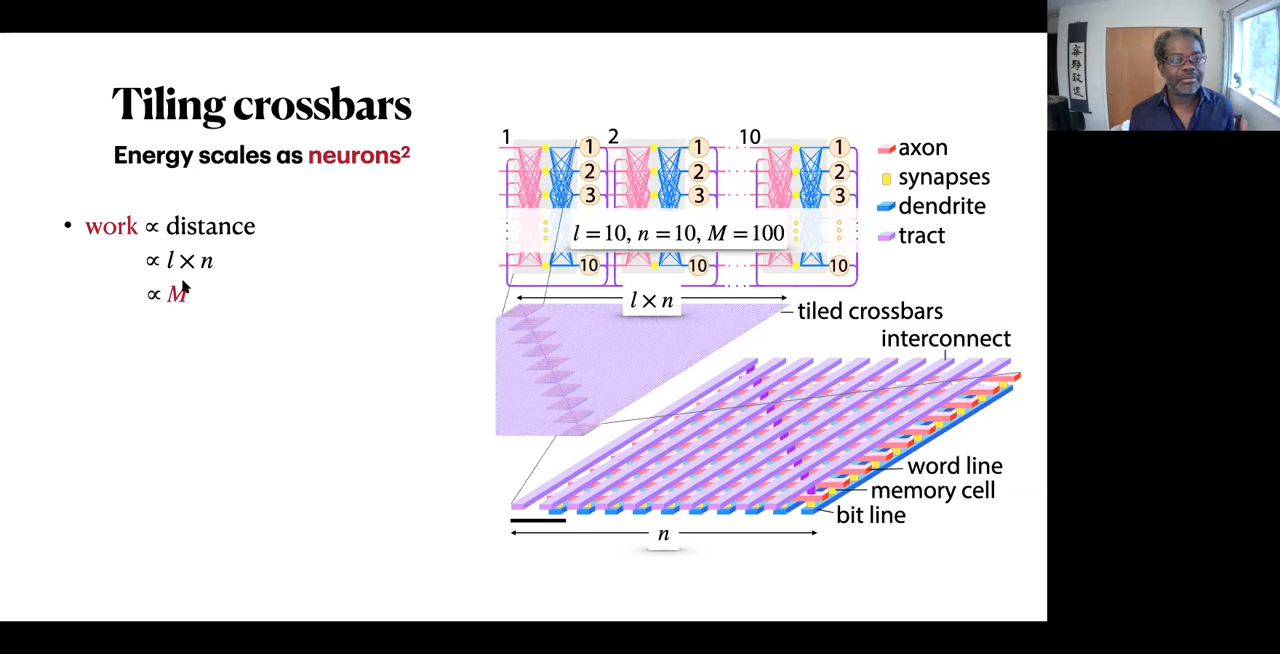 Tiling crossbars
Energy scales as neurons²
• work ∝ distance
∝ l × n
∝ M
1 2 10
1 1 1
2 2 2
3 3 3
l = 10, n = 10, M = 100
10 10 10
l × n
axon
synapses
dendrite
tract
tiled crossbars
interconnect
word line
memory cell
bit line
n